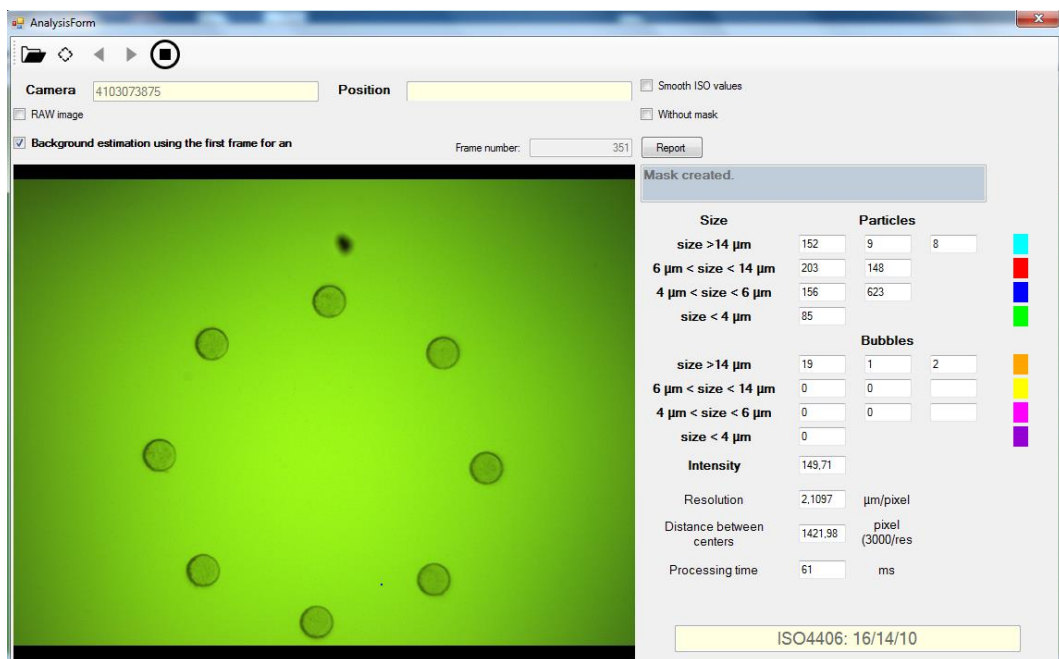 AnalysisForm
Camera 4103073875 Position
Smooth ISO values
RAW image
Without mask
Background estimation using the first frame for an
Frame number: 351 Report
Mask created.
Size Particles
size >14 µm 152 9 8
6 µm < size < 14 µm 203 148
4 µm < size < 6 µm 156 623
size < 4 µm 85
Bubbles
size >14 µm 19 1 2
6 µm < size < 14 µm 0 0
4 µm < size < 6 µm 0 0
size < 4 µm 0
Intensity 149,71
Resolution 2,1097 µm/pixel
Distance between centers 1421,98 pixel (3000/res
Processing time 61 ms
ISO4406: 16/14/10